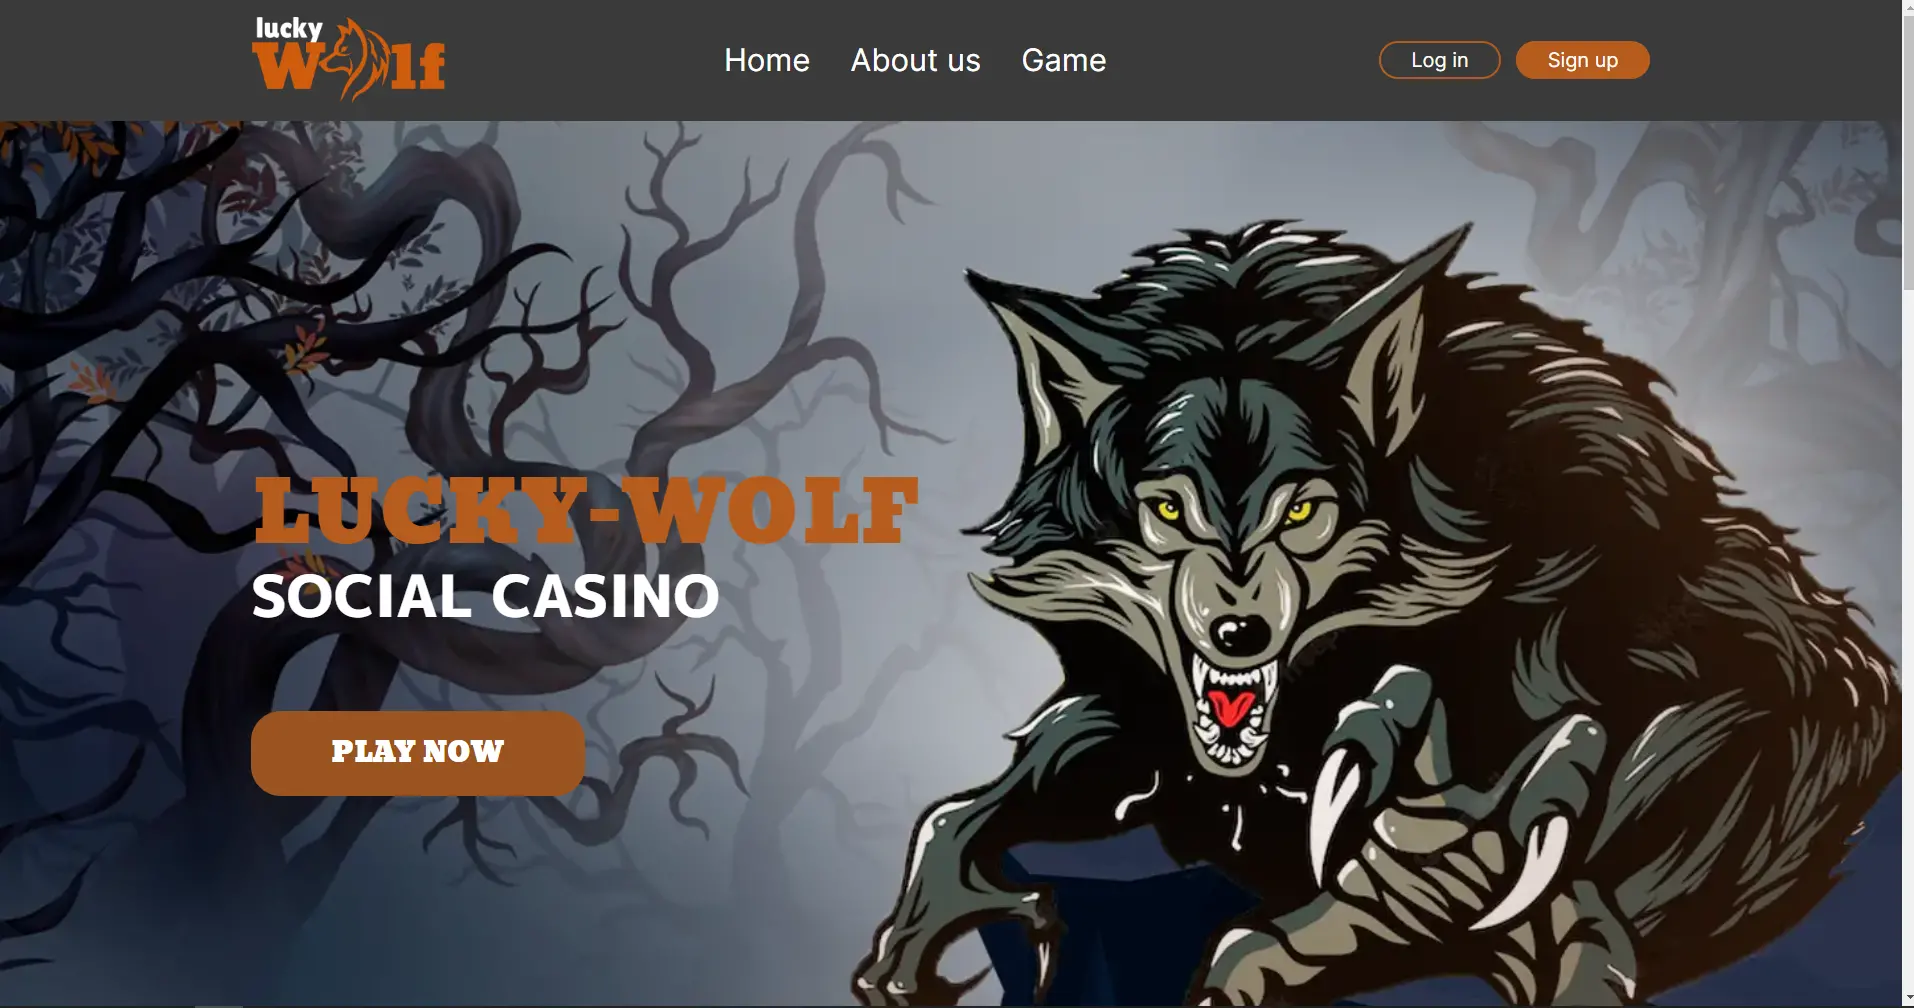 lucky
Wolf
Home About us Game
Log in Sign up
LUCKY-WOLF
SOCIAL CASINO
PLAY NOW